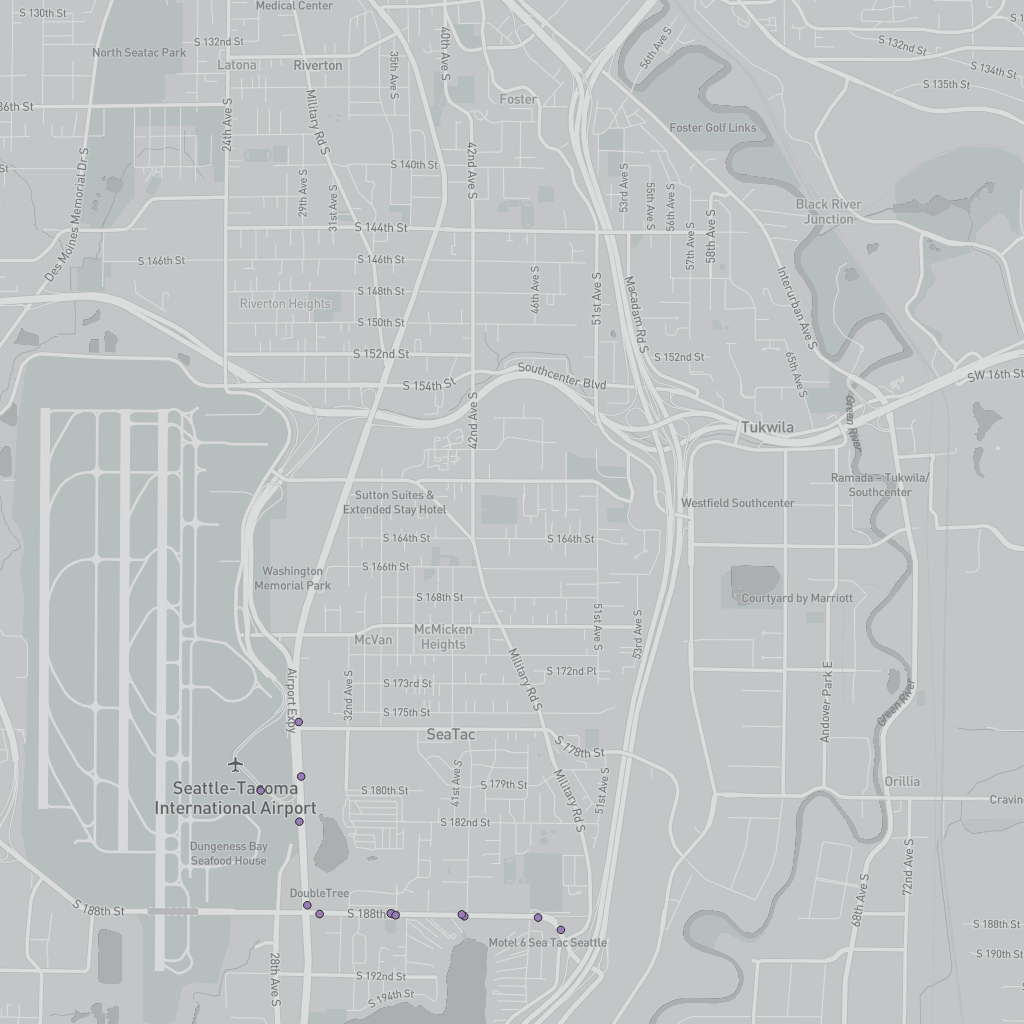 S 130th St
Medical Center
S 132nd St
North Seatac Park
Latona
Riverton
35th Ave S
40th Ave S
56th Ave S
S 132nd St
S 134th St
S 135th St
Foster
36th St
24th Ave S
Military Rd S
42nd Ave S
Foster Golf Links
S 140th St
29th Ave S
31st Ave S
53rd Ave S
55th Ave S
56th Ave S
57th Ave S
58th Ave S
Black River
Junction
Des Moines Memorial Dr S
S 144th St
S 146th St
S 146th St
S 148th St
46th Ave S
51st Ave S
Macadam Rd S
Interurban Ave S
Riverton Heights
S 150th St
S 152nd St
S 152nd St
65th Ave S
S 154th St
Southcenter Blvd
SW 16th St
42nd Ave S
Tukwila
Green River
Sutton Suites &
Extended Stay Hotel
Westfield Southcenter
Ramada – Tukwila/
Southcenter
S 164th St
S 164th St
S 166th St
Washington
Memorial Park
S 168th St
Courtyard by Marriott
McVan
McMicken
Heights
51st Ave S
53rd Ave S
Military Rd S
S 172nd Pl
Airport Expy
32nd Ave S
S 173rd St
S 175th St
Andover Park E
Green River
SeaTac
S 178th St
Seattle-Tacoma
International Airport
S 180th St
41st Ave S
S 179th St
Military Rd S
51st Ave S
Orillia
S 182nd St
Dungeness Bay
Seafood House
72nd Ave S
68th Ave S
DoubleTree
S 188th St
S 188th
Motel 6 Sea Tac Seattle
S 188th St
S 190th St
28th Ave S
S 192nd St
S 194th St